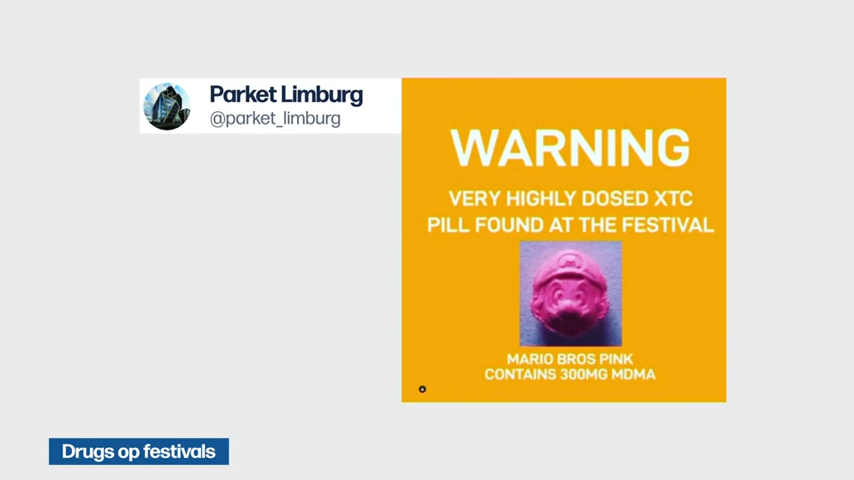 Parket Limburg
@parket_limburg
WARNING
VERY HIGHLY DOSED XTC
PILL FOUND AT THE FESTIVAL
MARIO BROS PINK
CONTAINS 300MG MDMA
Drugs op festivals